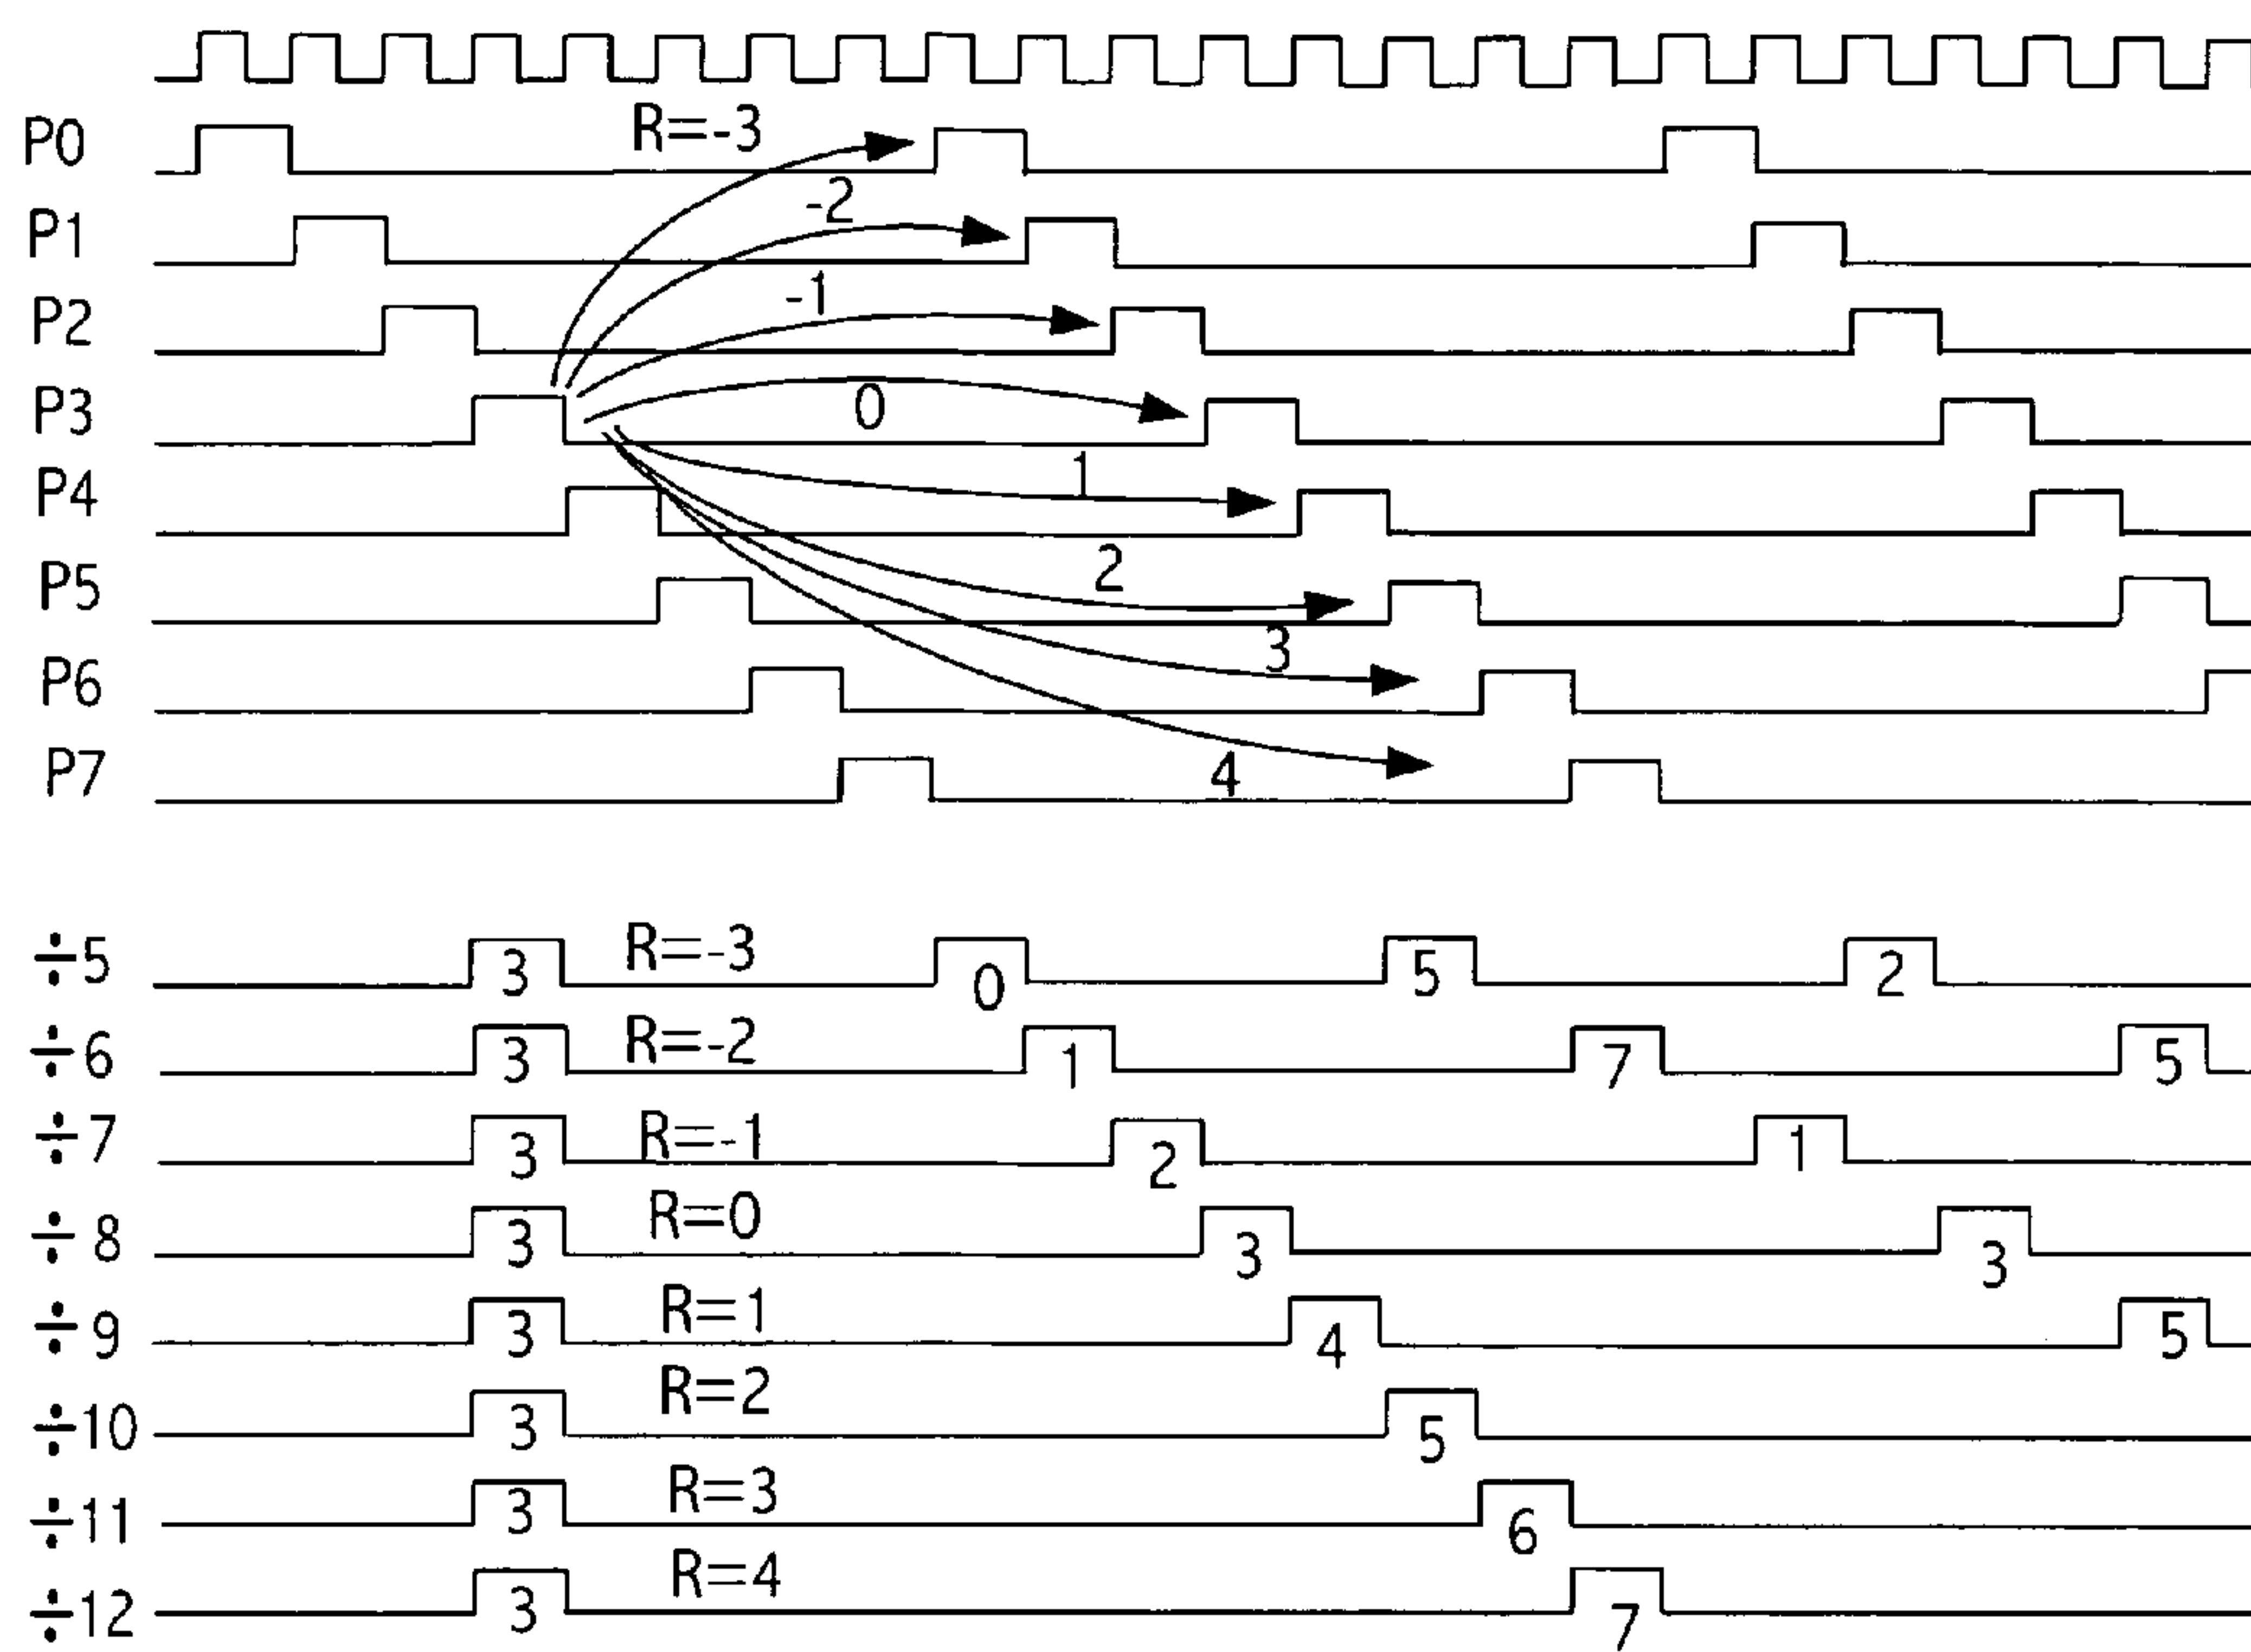 P0 R=-3
P1 -2
P2 -1
P3 0
P4 1
P5 2
P6 3
P7 4
÷5 3 R=-3 0 5 2
÷6 3 R=-2 1 7 5
÷7 3 R=-1 2 1
÷8 3 R=0 3 3
÷9 3 R=1 4 5
÷10 3 R=2 5
÷11 3 R=3 6
÷12 3 R=4 7